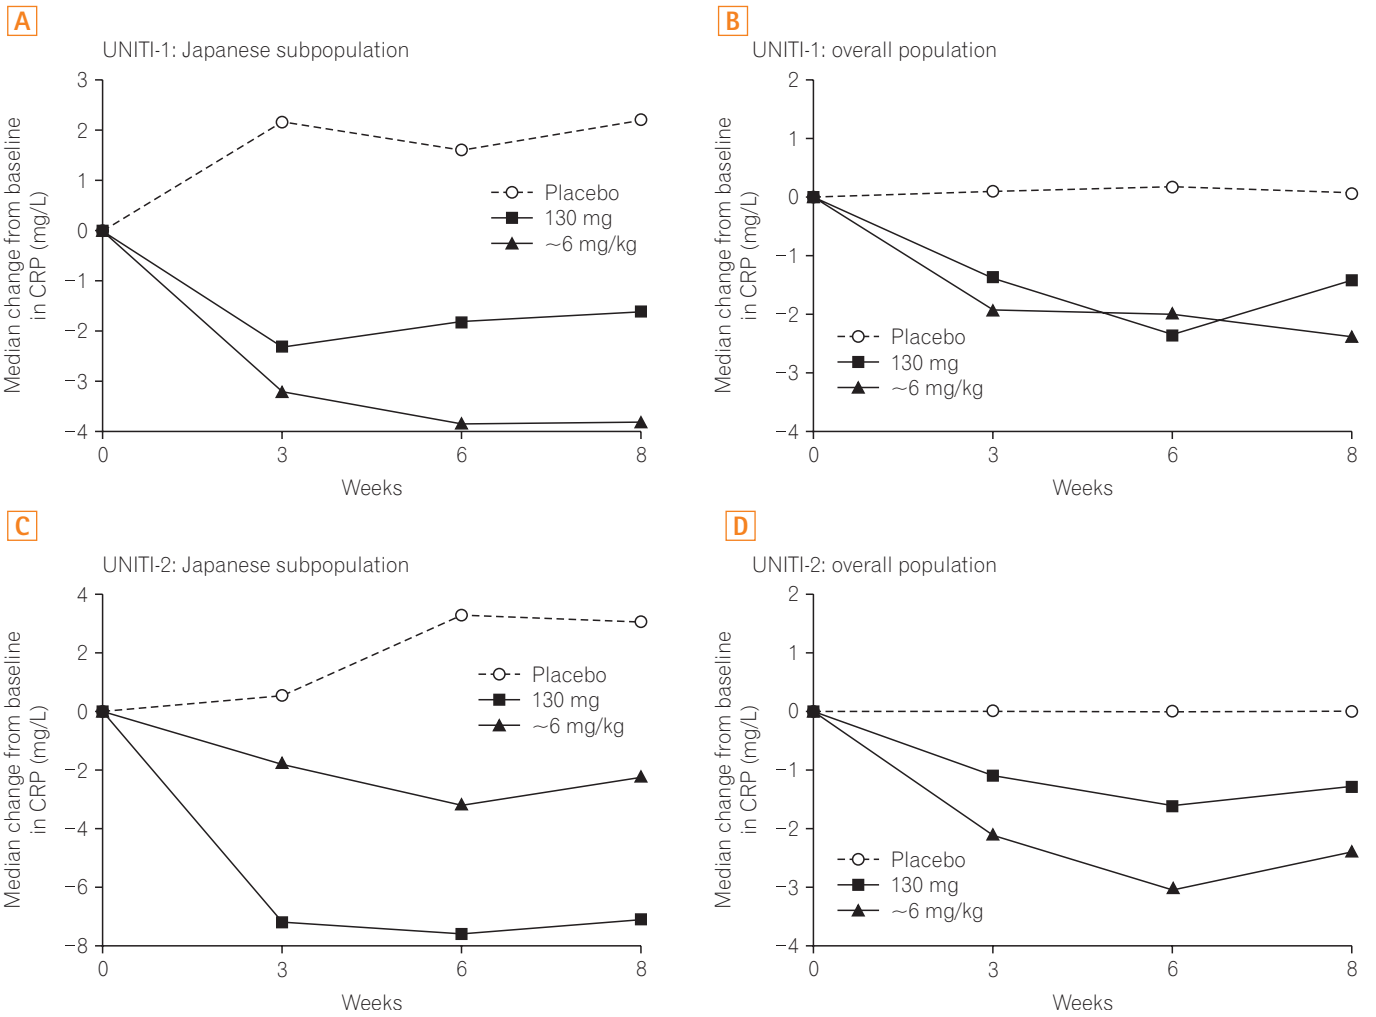 A
UNITI-1: Japanese subpopulation
Median change from baseline
in CRP (mg/L)
3
2
1
0
−1
−2
−3
−4
Placebo
130 mg
~6 mg/kg
0 3 6 8
Weeks
B
UNITI-1: overall population
Median change from baseline
in CRP (mg/L)
2
1
0
−1
−2
−3
−4
Placebo
130 mg
~6 mg/kg
0 3 6 8
Weeks
C
UNITI-2: Japanese subpopulation
Median change from baseline
in CRP (mg/L)
4
2
0
−2
−4
−6
−8
Placebo
130 mg
~6 mg/kg
0 3 6 8
Weeks
D
UNITI-2: overall population
Median change from baseline
in CRP (mg/L)
2
1
0
−1
−2
−3
−4
Placebo
130 mg
~6 mg/kg
0 3 6 8
Weeks